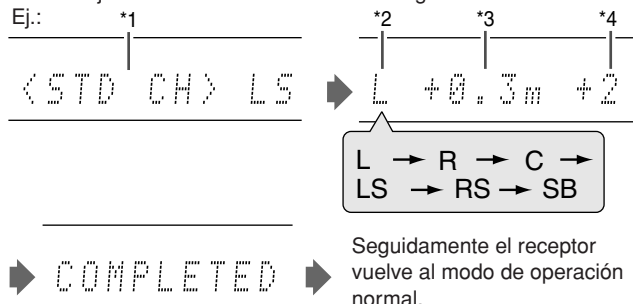 Ej.: *1 *2 *3 *4
<STD CH> LS L +0.3m +2
L → R → C →
LS → RS → SB
COMPLETED
Seguidamente el receptor
vuelve al modo de operación
normal.